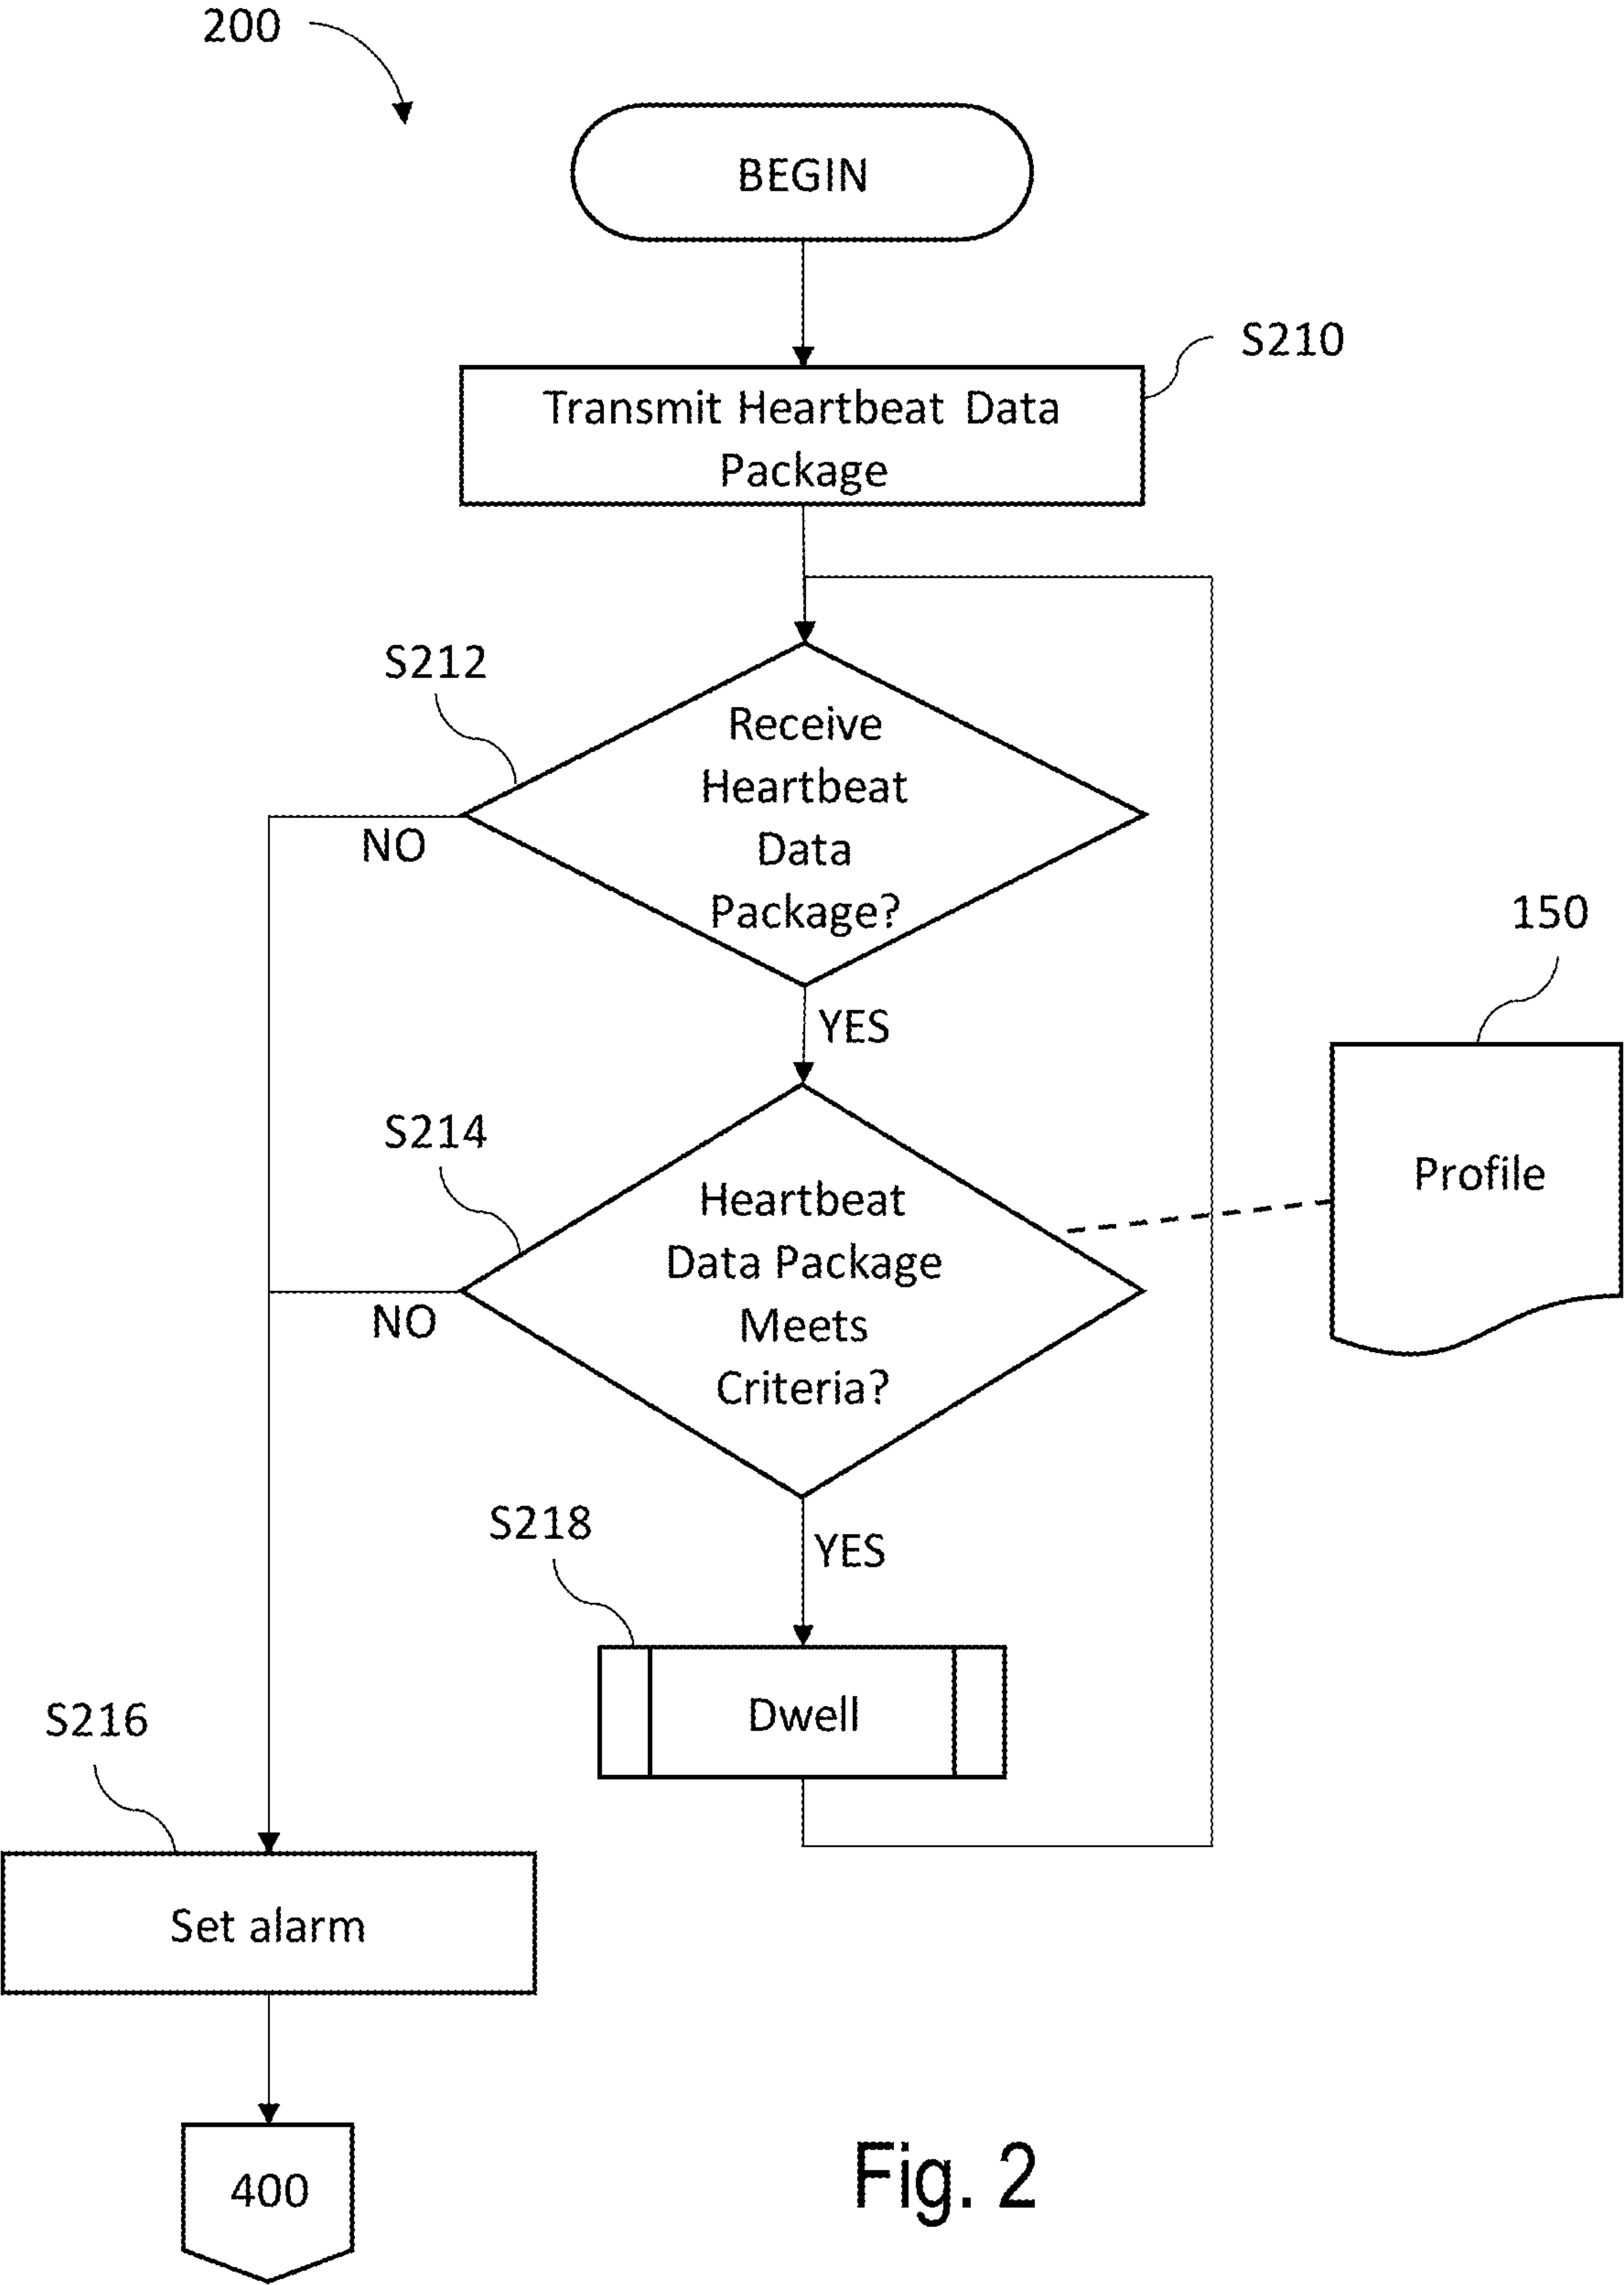 200
BEGIN
S210
Transmit Heartbeat Data
Package
S212
Receive
Heartbeat
Data
Package?
NO
YES
150
Profile
S214
Heartbeat
Data Package
Meets
Criteria?
NO
YES
S218
Dwell
S216
Set alarm
400
Fig. 2